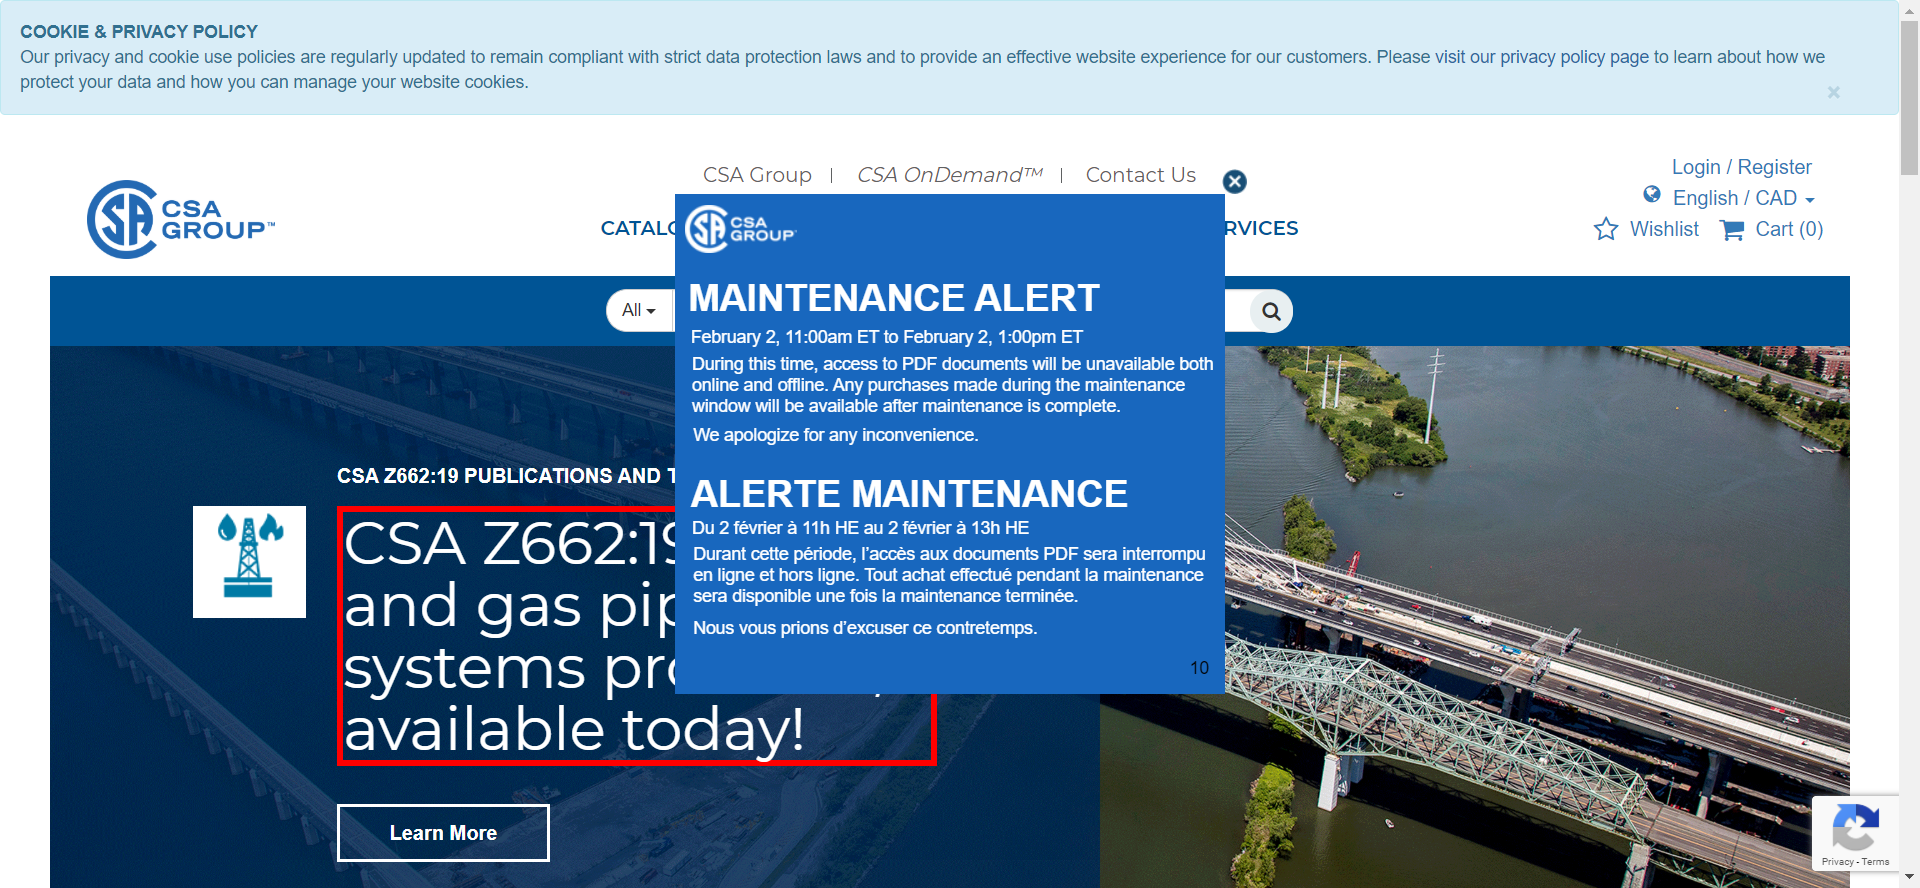 COOKIE & PRIVACY POLICY
Our privacy and cookie use policies are regularly updated to remain compliant with strict data protection laws and to provide an effective website experience for our customers. Please visit our privacy policy page to learn about how we
protect your data and how you can manage your website cookies.
×
CSA Group | CSA OnDemand™ | Contact Us
Login / Register
English / CAD
Wishlist Cart (0)
CSA
GROUP™
All
CSA
GROUP
MAINTENANCE ALERT
February 2, 11:00am ET to February 2, 1:00pm ET
During this time, access to PDF documents will be unavailable both
online and offline. Any purchases made during the maintenance
window will be available after maintenance is complete.
We apologize for any inconvenience.
ALERTE MAINTENANCE
Du 2 février à 11h HE au 2 février à 13h HE
Durant cette période, l'accès aux documents PDF sera interrompu
en ligne et hors ligne. Tout achat effectué pendant la maintenance
sera disponible une fois la maintenance terminée.
Nous vous prions d'excuser ce contretemps.
10
CSA Z662:19 PUBLICATIONS AND
CSA Z662:19
and gas
systems
available today!
Learn More
Privacy - Terms